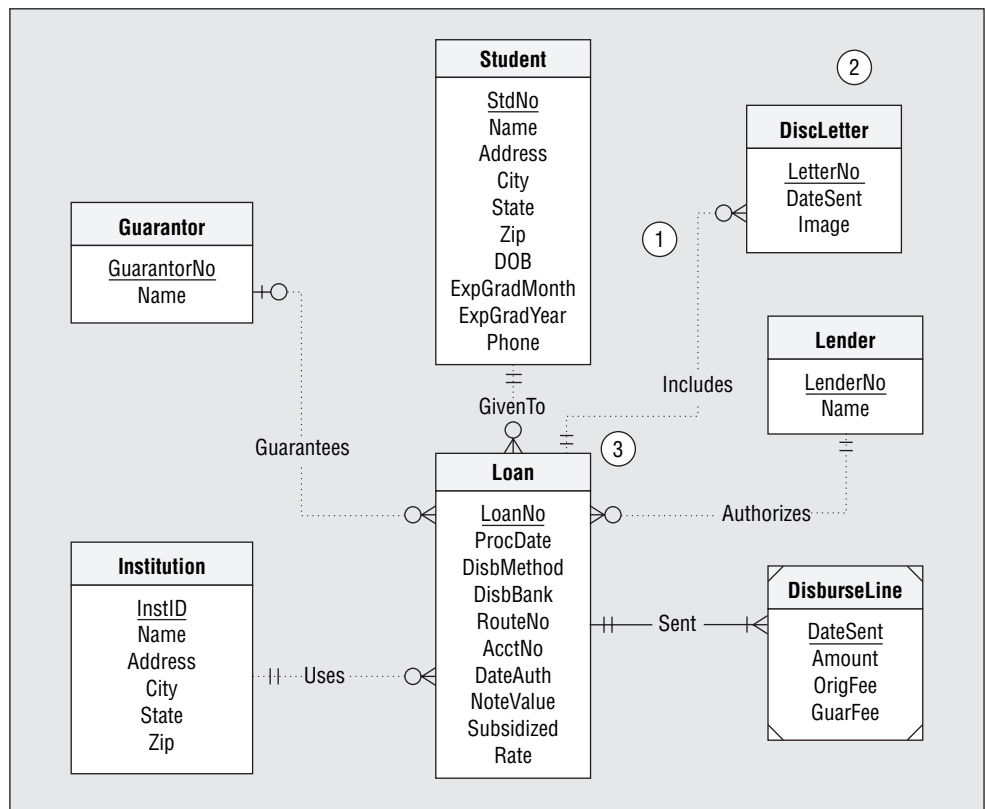 Student
StdNo
Name
Address
City
State
Zip
DOB
ExpGradMonth
ExpGradYear
Phone
2
DiscLetter
LetterNo
DateSent
Image
1
Guarantor
GuarantorNo
Name
Lender
LenderNo
Name
Includes
GivenTo
Guarantees
3
Loan
LoanNo
ProcDate
DisbMethod
DisbBank
RouteNo
AcctNo
DateAuth
NoteValue
Subsidized
Rate
Authorizes
Institution
InstID
Name
Address
City
State
Zip
Uses
Sent
DisburseLine
DateSent
Amount
OrigFee
GuarFee